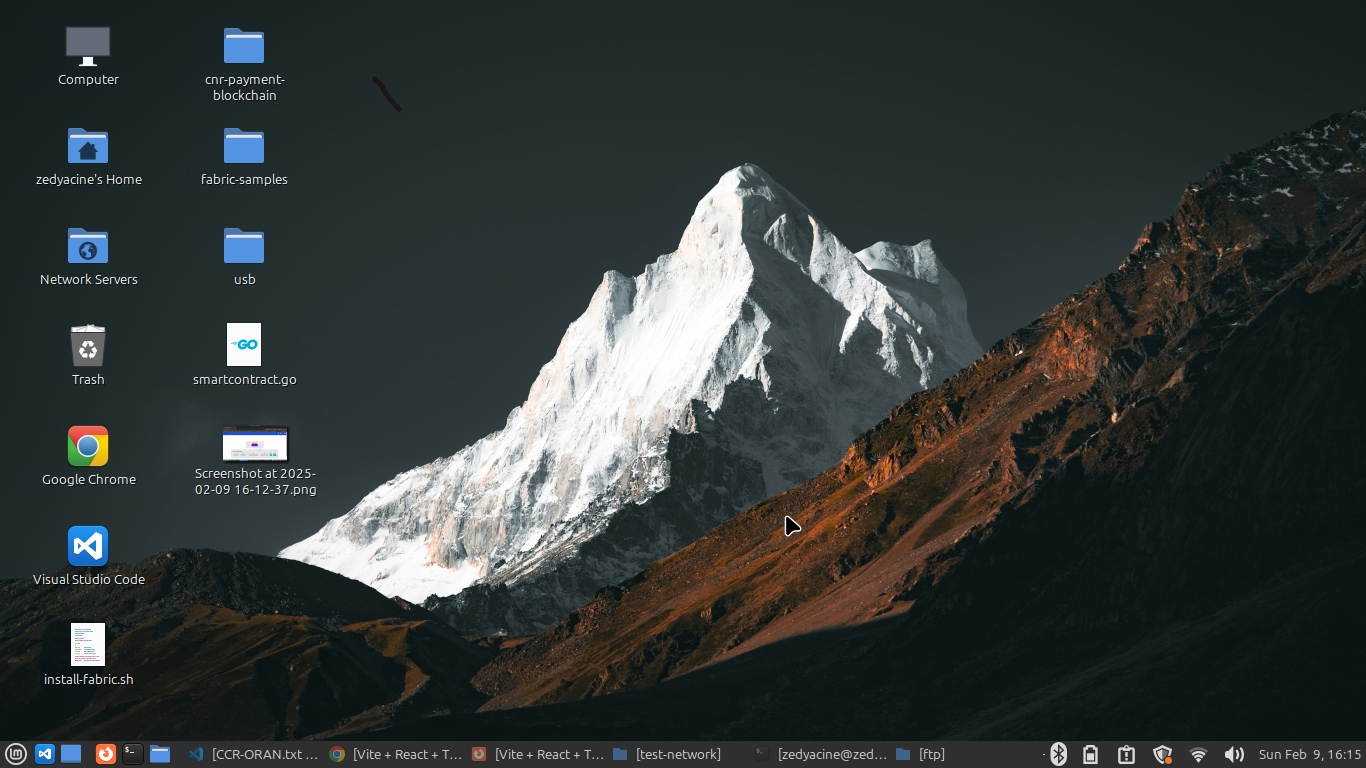 Computer
cnr-payment-
blockchain
zedyacine's Home
fabric-samples
Network Servers
usb
GO
Trash
smartcontract.go
Google Chrome
Screenshot at 2025-
02-09 16-12-37.png
Visual Studio Code
install-fabric.sh
[CCR-ORAN.txt ...
[Vite + React + T...
[Vite + React + T...
[test-network]
[zedyacine@zed...
[ftp]
Sun Feb 9, 16:15